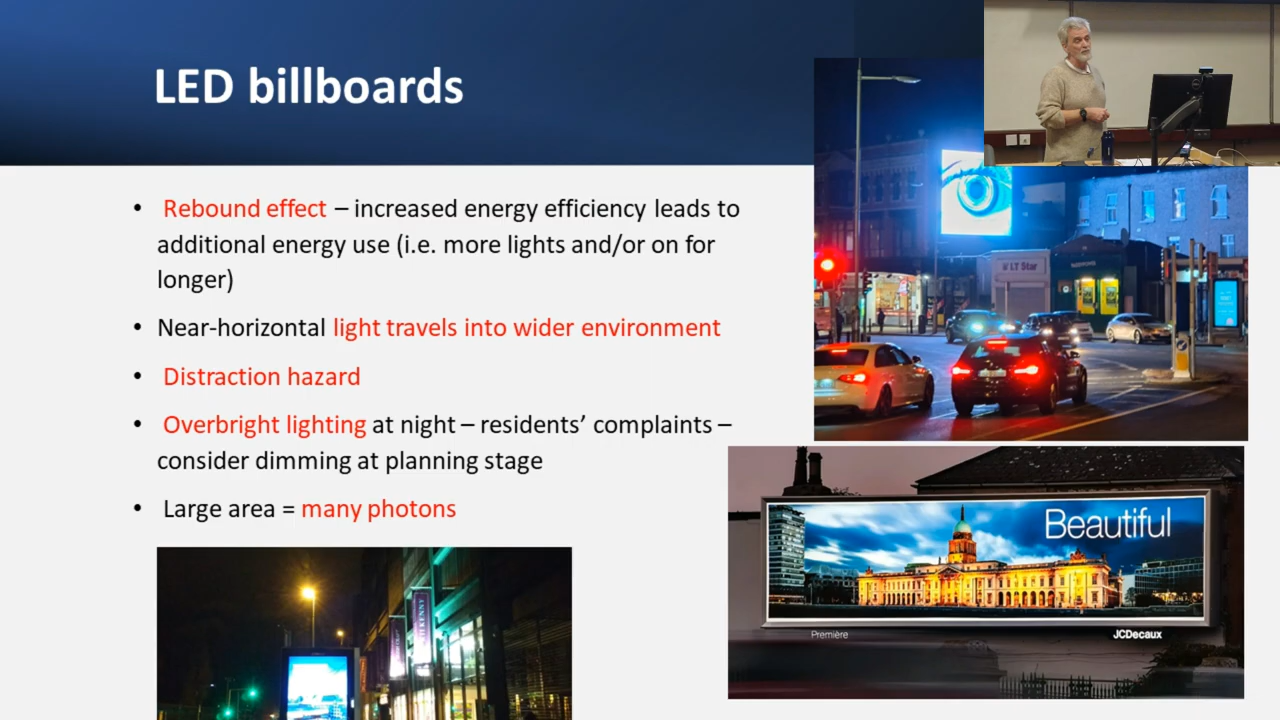 LED billboards
• Rebound effect – increased energy efficiency leads to
additional energy use (i.e. more lights and/or on for
longer)
• Near-horizontal light travels into wider environment
• Distraction hazard
• Overbright lighting at night – residents’ complaints –
consider dimming at planning stage
• Large area = many photons
LT Star
Beautiful
Première
JCDecaux